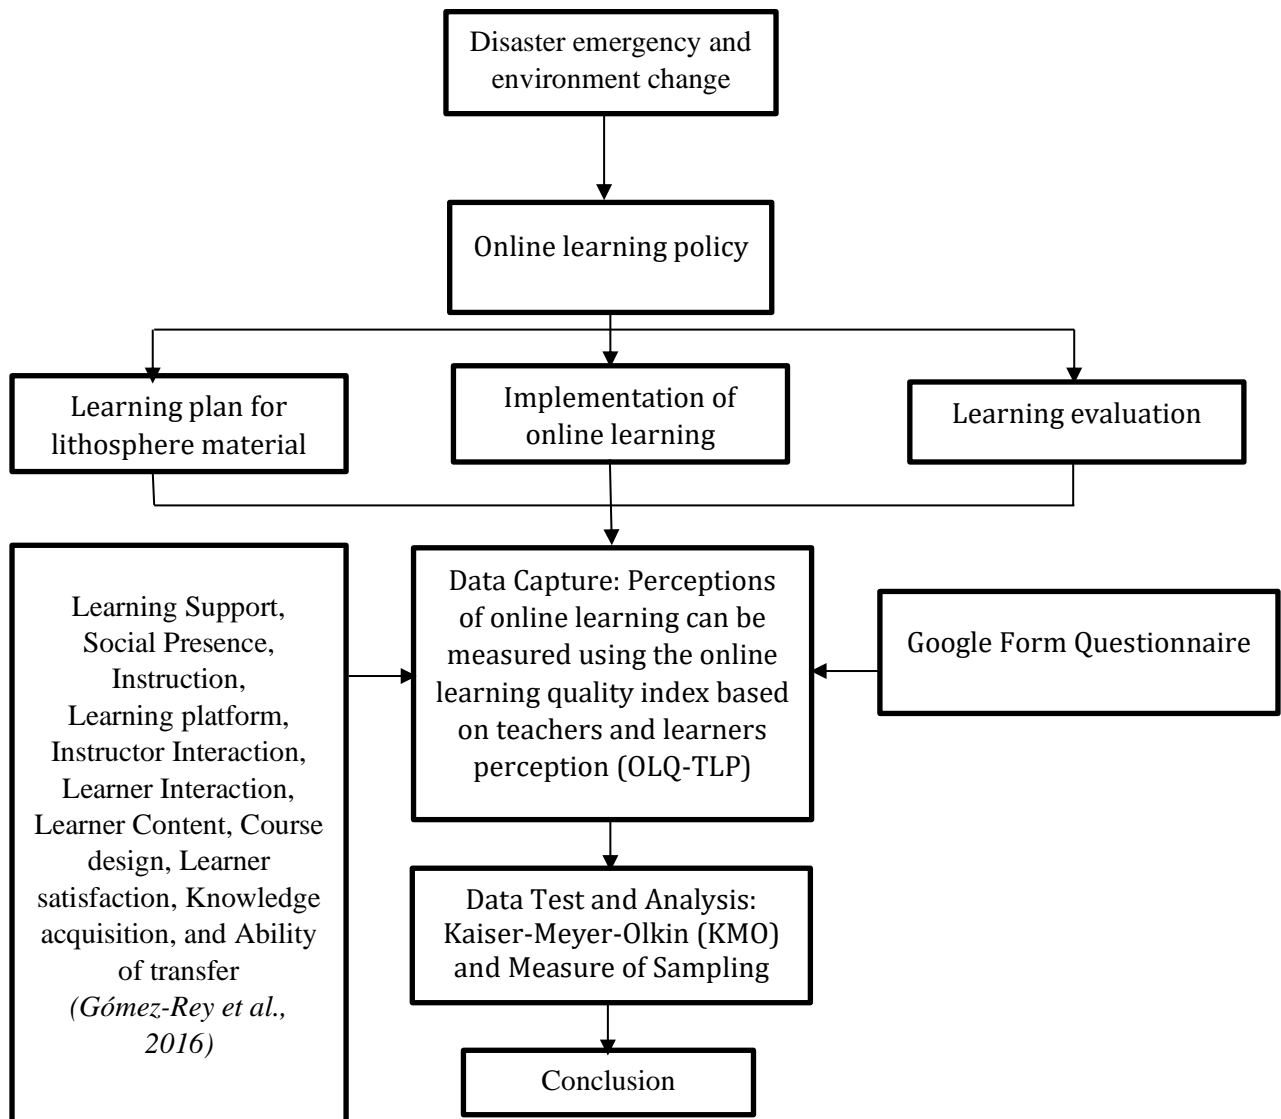 Disaster emergency and
environment change
Online learning policy
Learning plan for
lithosphere material
Implementation of
online learning
Learning evaluation
Learning Support,
Social Presence,
Instruction,
Learning platform,
Instructor Interaction,
Learner Interaction,
Learner Content, Course
design, Learner
satisfaction, Knowledge
acquisition, and Ability
of transfer
(Gómez-Rey et al.,
2016)
Data Capture: Perceptions
of online learning can be
measured using the online
learning quality index based
on teachers and learners
perception (OLQ-TLP)
Google Form Questionnaire
Data Test and Analysis:
Kaiser-Meyer-Olkin (KMO)
and Measure of Sampling
Conclusion